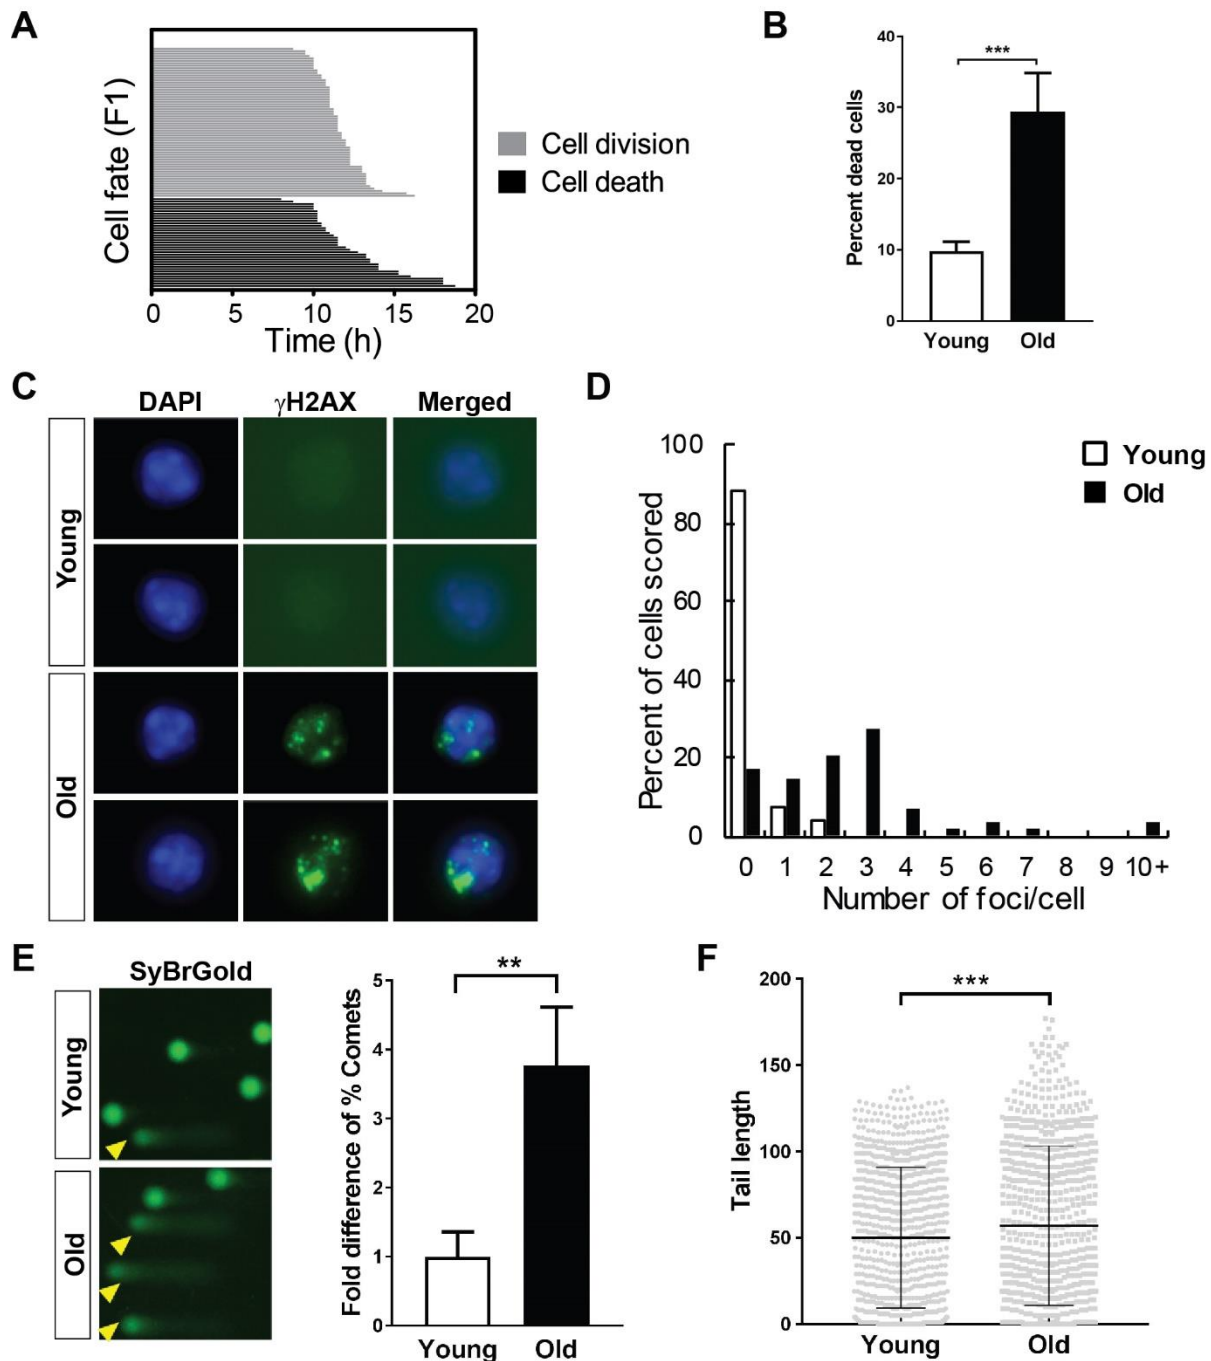 A
Cell fate (F1)
0 5 10 15 20
Time (h)
Cell division
Cell death
B
Percent dead cells
40
30
20
10
0
***
Young Old
C
DAPI γH2AX Merged
Young
Old
D
Percent of cells scored
100
80
60
40
20
0
Young
Old
0 1 2 3 4 5 6 7 8 9 10+
Number of foci/cell
E
SyBrGold
Young
Old
Fold difference of % Comets
5
4
3
2
1
0
**
Young Old
F
Tail length
200
150
100
50
0
***
Young Old